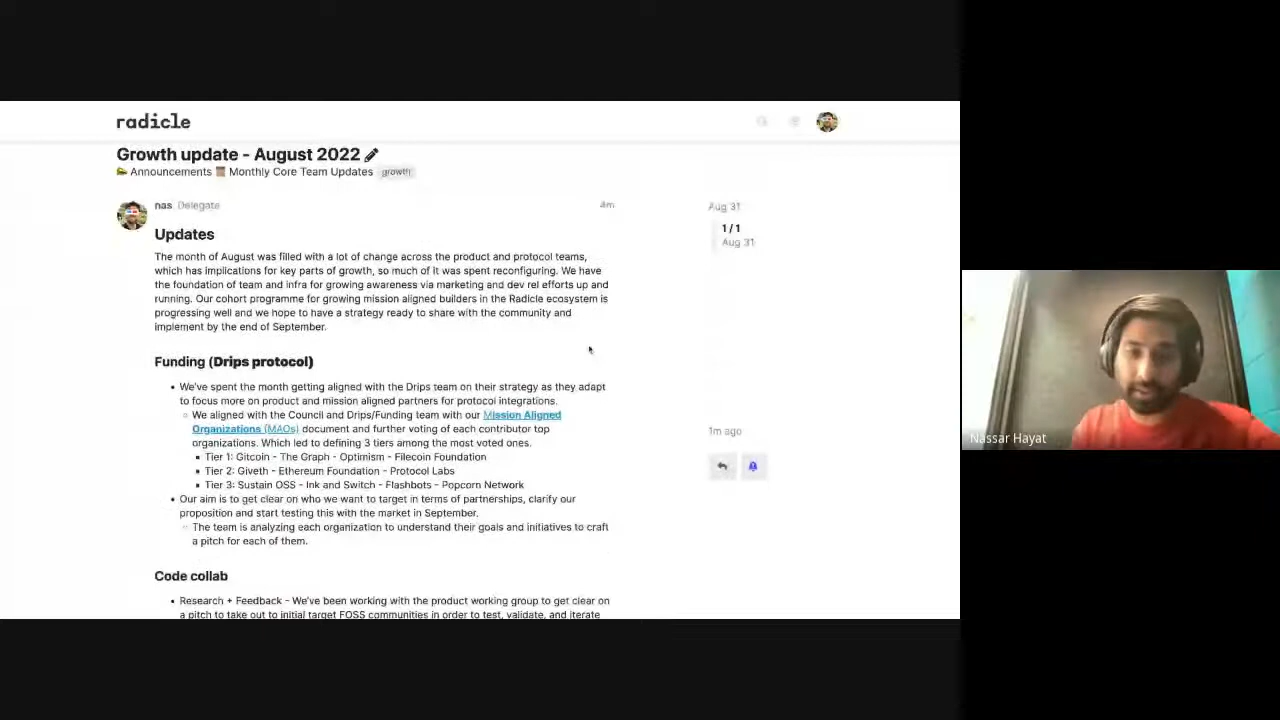 radicle
Growth update - August 2022
Announcements Monthly Core Team Updates growth
nas Delegate 4m
Aug 31
1 / 1
Aug 31
Updates
The month of August was filled with a lot of change across the product and protocol teams,
which has implications for key parts of growth, so much of it was spent reconfiguring. We have
the foundation of team and infra for growing awareness via marketing and dev rel efforts up and
running. Our cohort programme for growing mission aligned builders in the Radicle ecosystem is
progressing well and we hope to have a strategy ready to share with the community and
implement by the end of September.
Funding (Drips protocol)
• We've spent the month getting aligned with the Drips team on their strategy as they adapt
to focus more on product and mission aligned partners for protocol integrations.
◦ We aligned with the Council and Drips/Funding team with our Mission Aligned
Organizations (MAOs) document and further voting of each contributor top
organizations. Which led to defining 3 tiers among the most voted ones.
▪ Tier 1: Gitcoin - The Graph - Optimism - Filecoin Foundation
▪ Tier 2: Giveth - Ethereum Foundation - Protocol Labs
▪ Tier 3: Sustain OSS - Ink and Switch - Flashbots - Popcorn Network
• Our aim is to get clear on who we want to target in terms of partnerships, clarify our
proposition and start testing this with the market in September.
◦ The team is analyzing each organization to understand their goals and initiatives to craft
a pitch for each of them.
1m ago
Code collab
• Research + Feedback - We've been working with the product working group to get clear on
a pitch to take out to initial target FOSS communities in order to test, validate, and iterate
Nassar Hayat